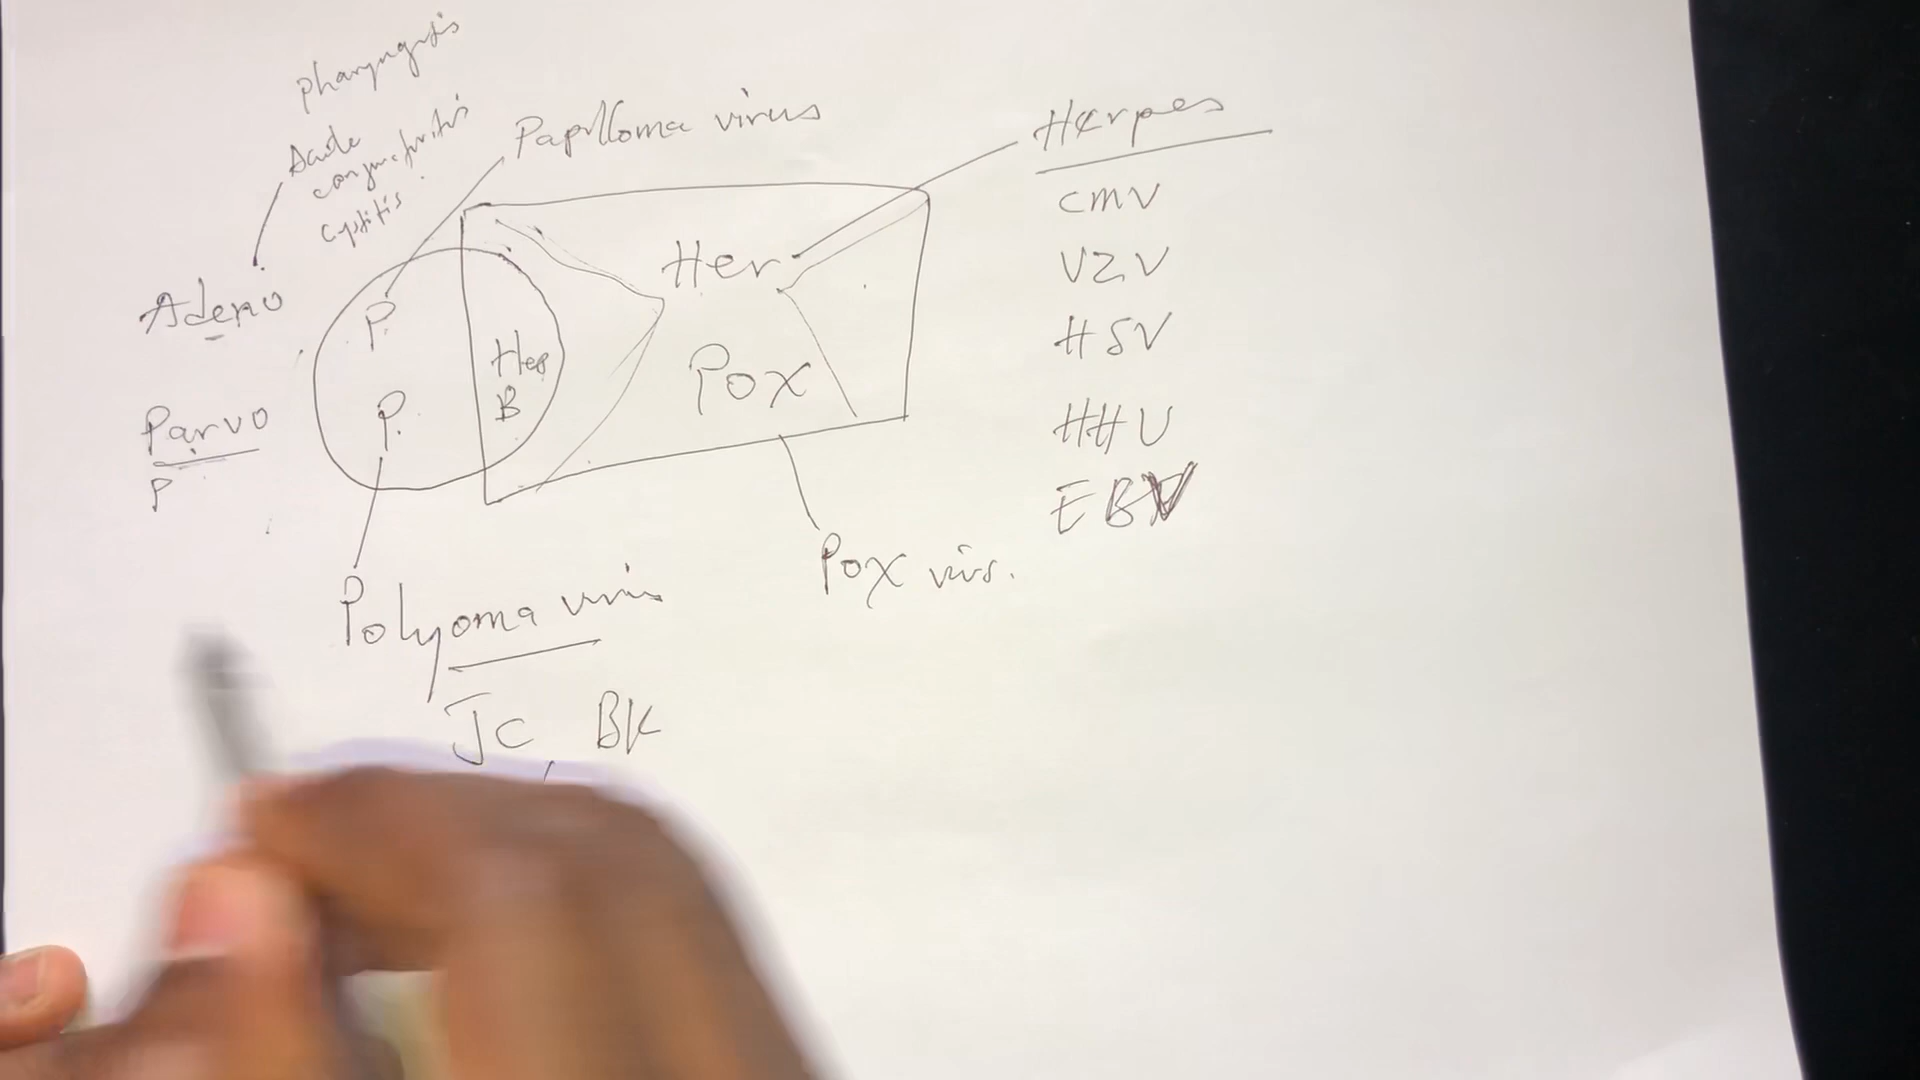 pharyngitis
Acute
conjunctivitis
cystitis
Papilloma virus
Herpes
CMV
VZV
HSV
HHV
EBV
Adeno
Parvo
P
P.
P.
Hep
B
Her
Pox
Pox virs.
Polyoma virus
JC BK